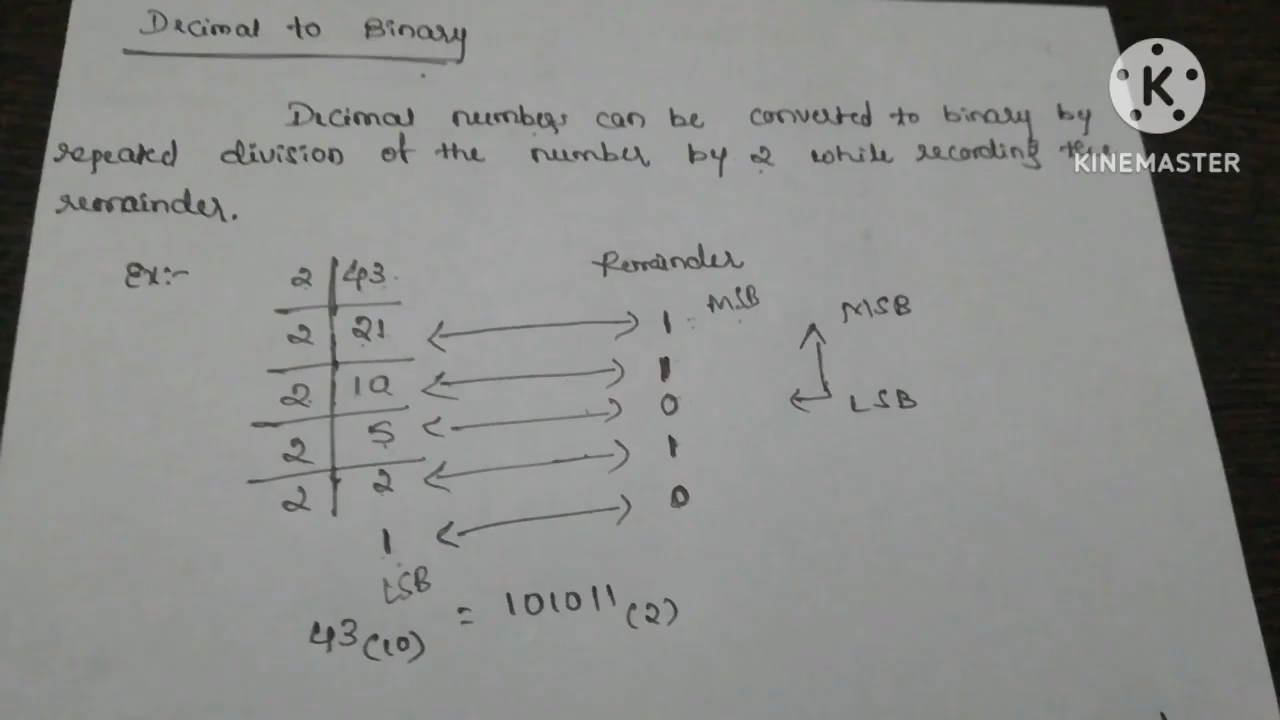 Decimal to Binary
Decimal numbers can be converted to binary by
repeated division of the number by 2 while recording the
remainder.
KINEMASTER
Ex:- 2 43 Remainder
2 21 1 MSB MSB
2 10 1
2 5 0 LSB
2 2 1
1 0
LSB
43(10) = 101011(2)